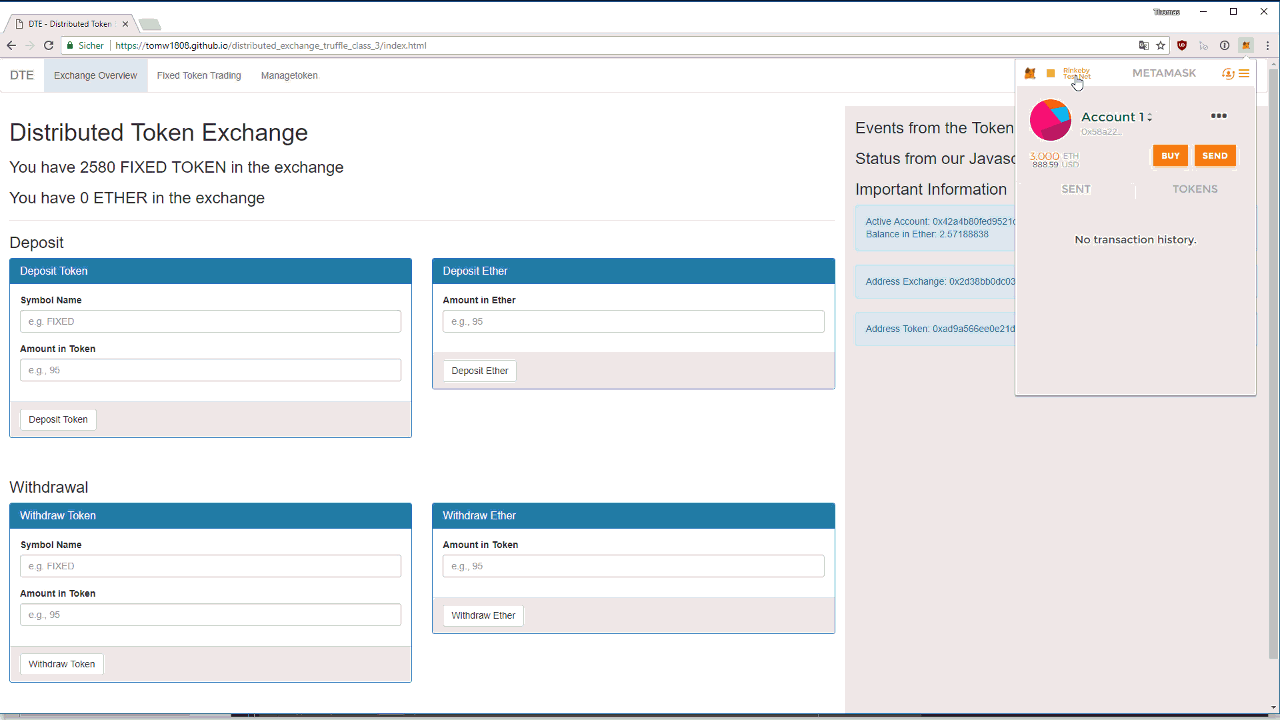 Thomas
DTE - Distributed Token
Sicher
https://tomw1808.github.io/distributed_exchange_truffle_class_3/index.html
DTE
Exchange Overview
Fixed Token Trading
Managetoken
Distributed Token Exchange
You have 2580 FIXED TOKEN in the exchange
You have 0 ETHER in the exchange
Deposit
Deposit Token
Symbol Name
e.g. FIXED
Amount in Token
e.g., 95
Deposit Token
Deposit Ether
Amount in Ether
e.g., 95
Deposit Ether
Withdrawal
Withdraw Token
Symbol Name
e.g. FIXED
Amount in Token
e.g., 95
Withdraw Token
Withdraw Ether
Amount in Token
e.g., 95
Withdraw Ether
Events from the Token
Status from our Javasc
Important Information
Active Account: 0x42a4b80fed9521
Balance in Ether: 2.57188838
Address Exchange: 0x2d38bb0dc03
Address Token: 0xad9a566ee0e21d
Rinkeby
Test Net
METAMASK
Account 1
0x58a22..
3.000 ETH
888.59 USD
BUY
SEND
SENT
TOKENS
No transaction history.